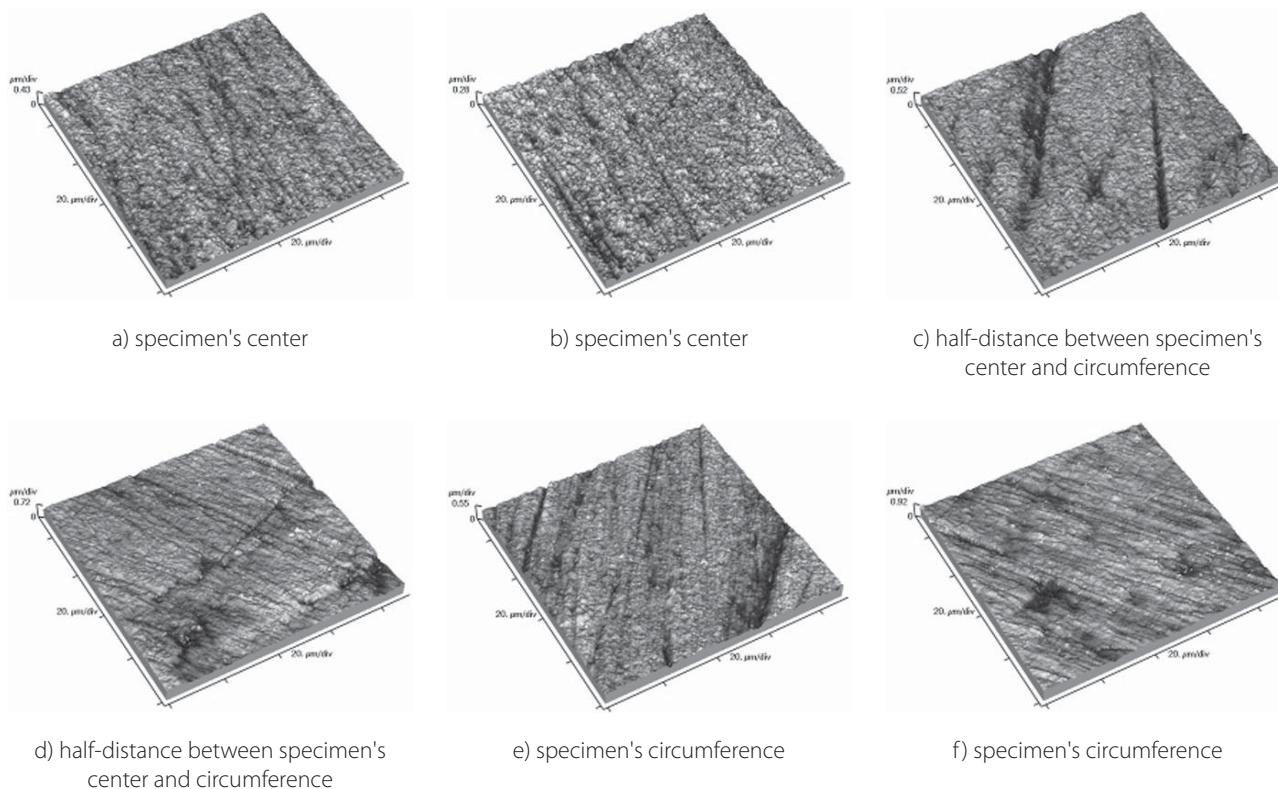 µm/div
0.43
0
20. µm/div
20. µm/div
a) specimen's center
µm/div
0.28
0
20. µm/div
20. µm/div
b) specimen's center
µm/div
0.52
0
20. µm/div
20. µm/div
c) half-distance between specimen's
center and circumference
µm/div
0.72
0
20. µm/div
20. µm/div
d) half-distance between specimen's
center and circumference
µm/div
0.55
0
20. µm/div
20. µm/div
e) specimen's circumference
µm/div
0.92
0
20. µm/div
20. µm/div
f) specimen's circumference